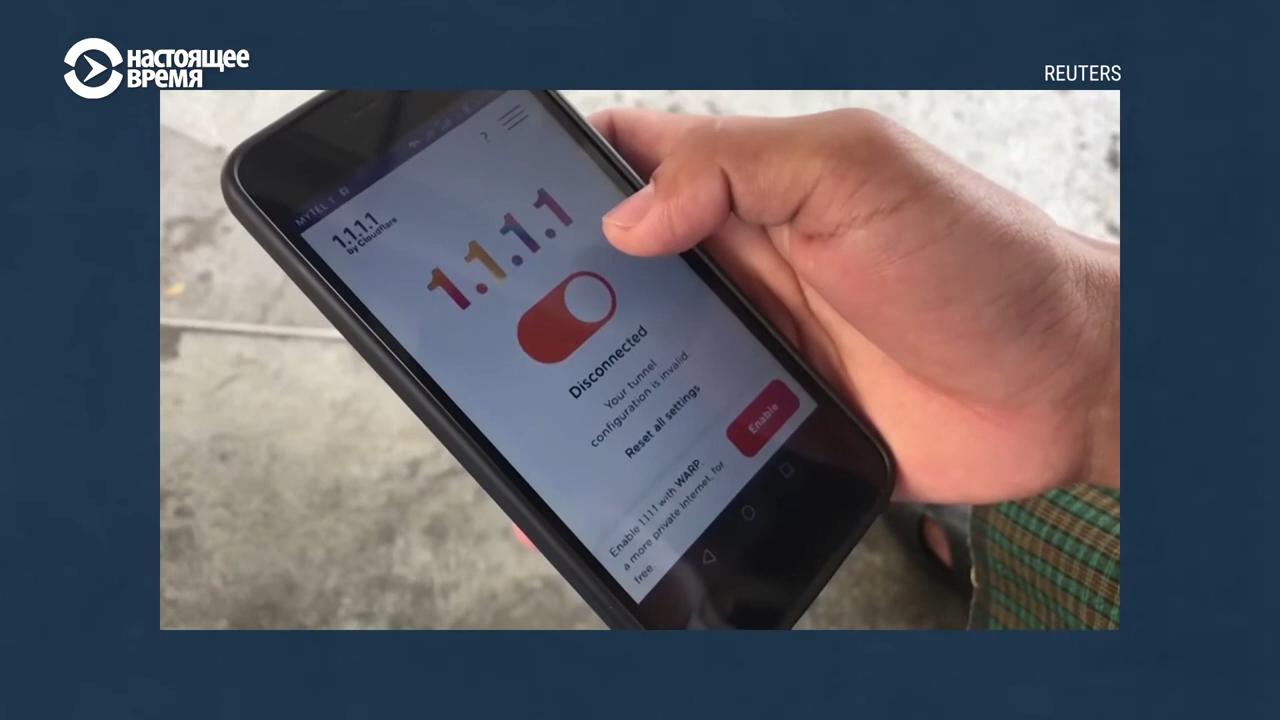 НАСТОЯЩЕЕ
ВРЕМЯ
REUTERS
MYTEL
?
1.1.1.1
by Cloudflare
1.1.1.1
Disconnected
Your tunnel
configuration is invalid.
Reset all settings
Enable
Enable 1.1.1.1 with WARP.
a more private internet, for
free.